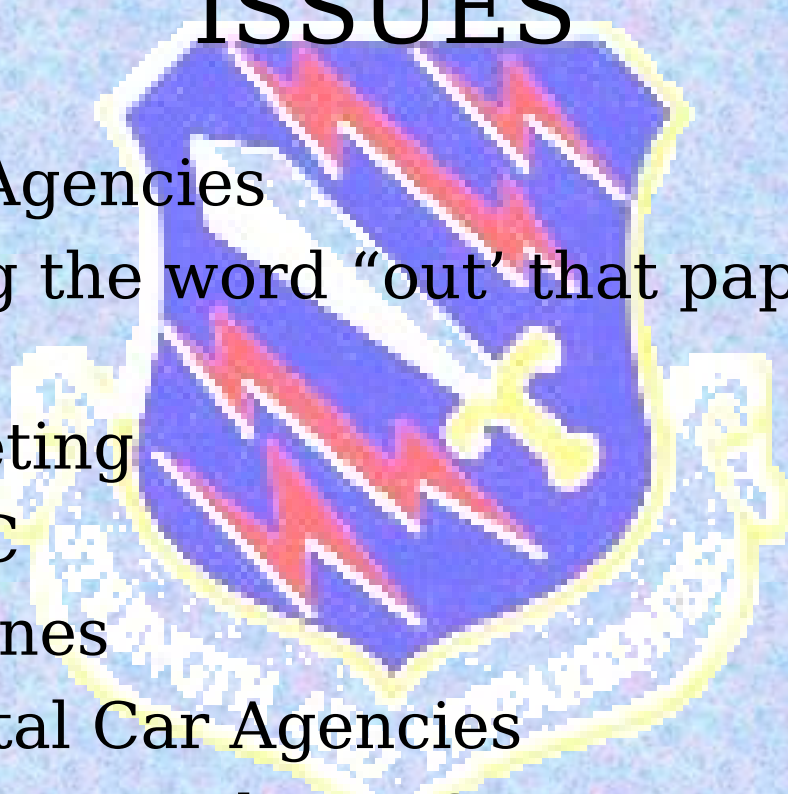 ISSUES
Agencies
g the word “out’ that pap
eting
C
nes
tal Car Agencies